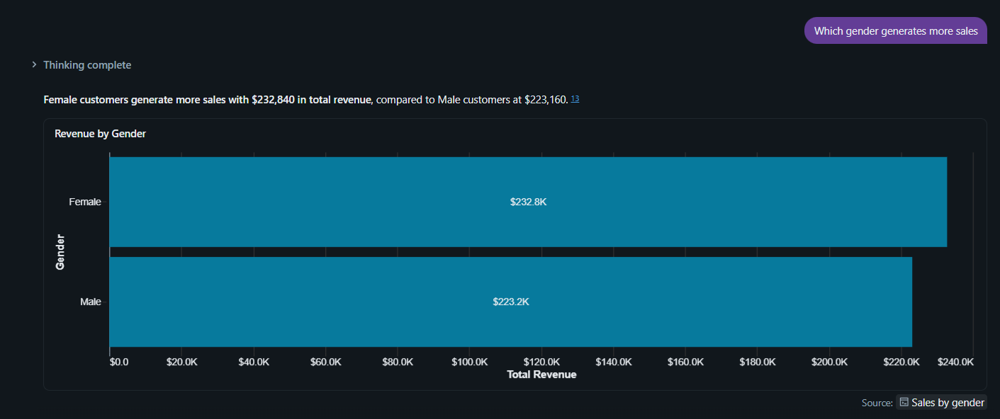 Which gender generates more sales
Thinking complete
Female customers generate more sales with $232,840 in total revenue, compared to Male customers at $223,160. 13
Revenue by Gender
Female
$232.8K
Gender
Male
$223.2K
$0.0 $20.0K $40.0K $60.0K $80.0K $100.0K $120.0K $140.0K $160.0K $180.0K $200.0K $220.0K $240.0K
Total Revenue
Source: Sales by gender